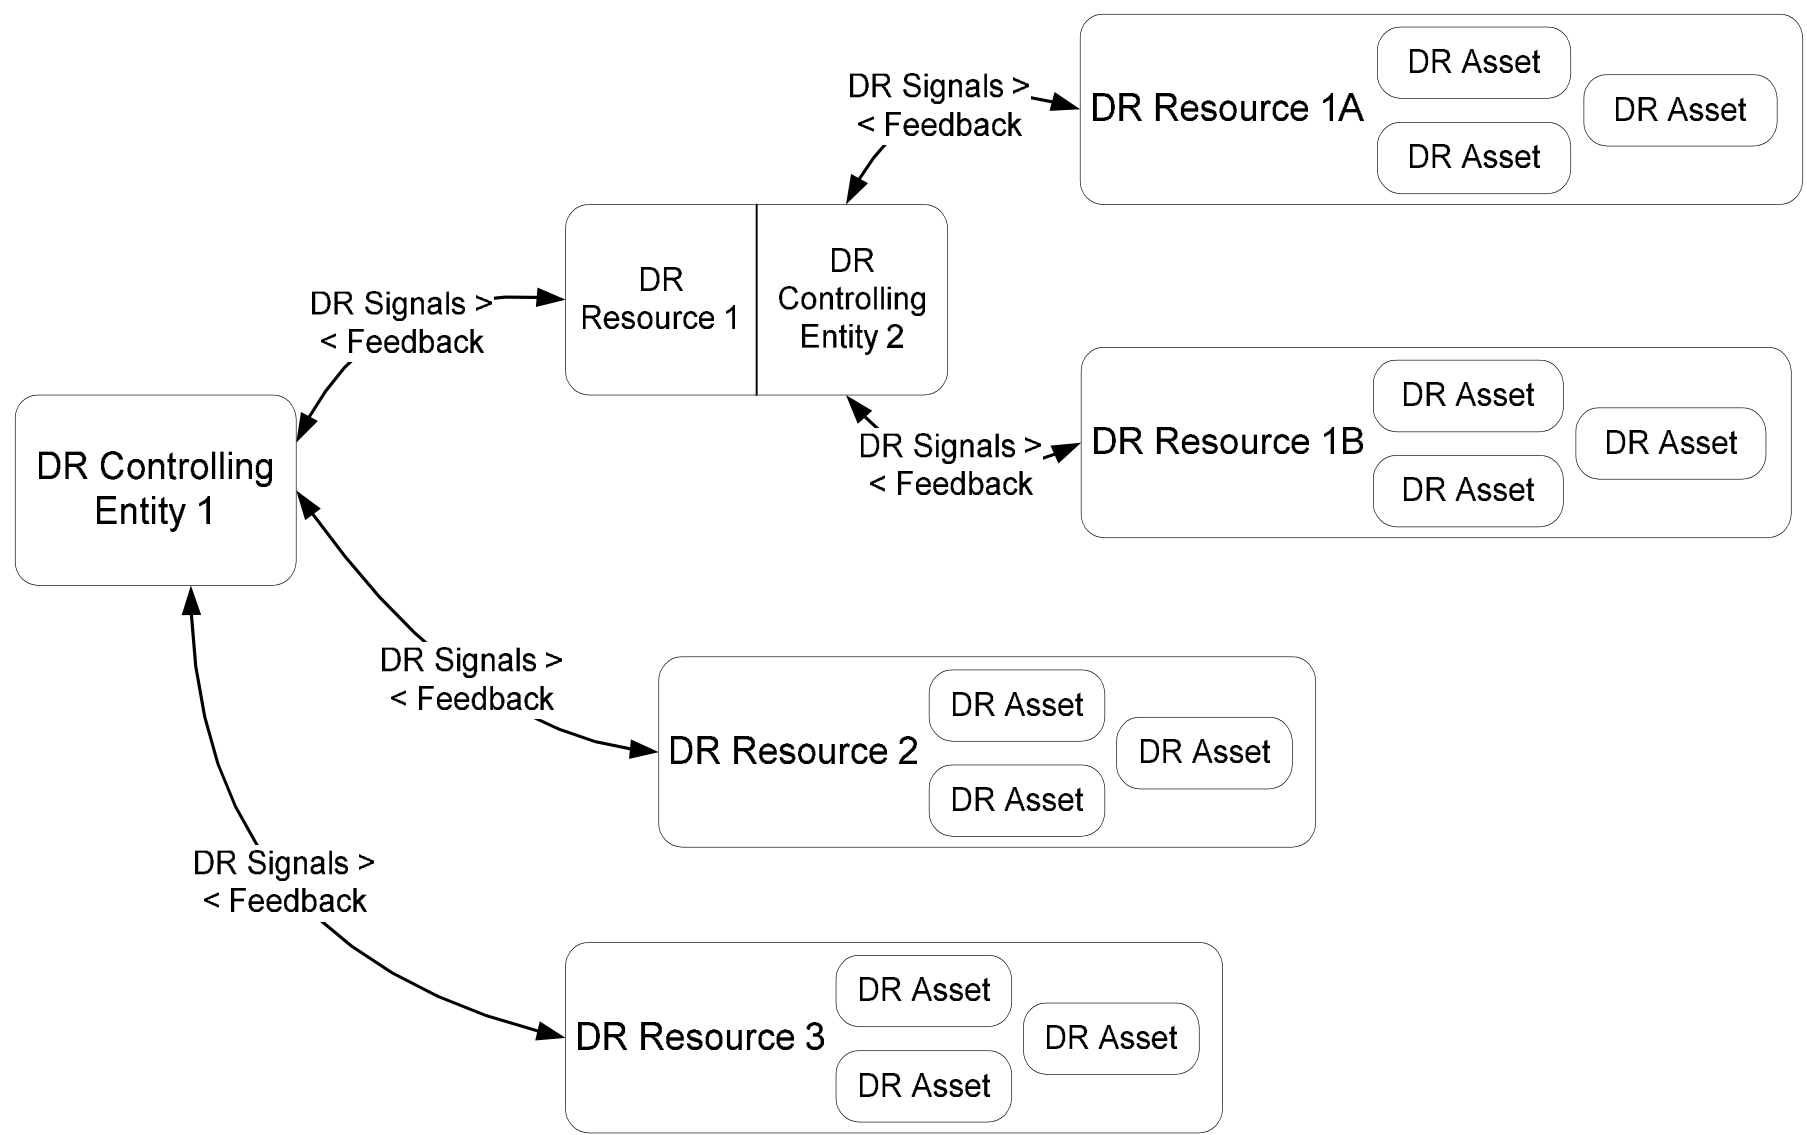 DR Signals >
< Feedback
DR Resource 1A
DR Asset
DR Asset
DR Asset
DR Signals >
< Feedback
DR
Resource 1
DR
Controlling
Entity 2
DR Signals >
< Feedback
DR Resource 1B
DR Asset
DR Asset
DR Asset
DR Controlling
Entity 1
DR Signals >
< Feedback
DR Resource 2
DR Asset
DR Asset
DR Asset
DR Signals >
< Feedback
DR Resource 3
DR Asset
DR Asset
DR Asset